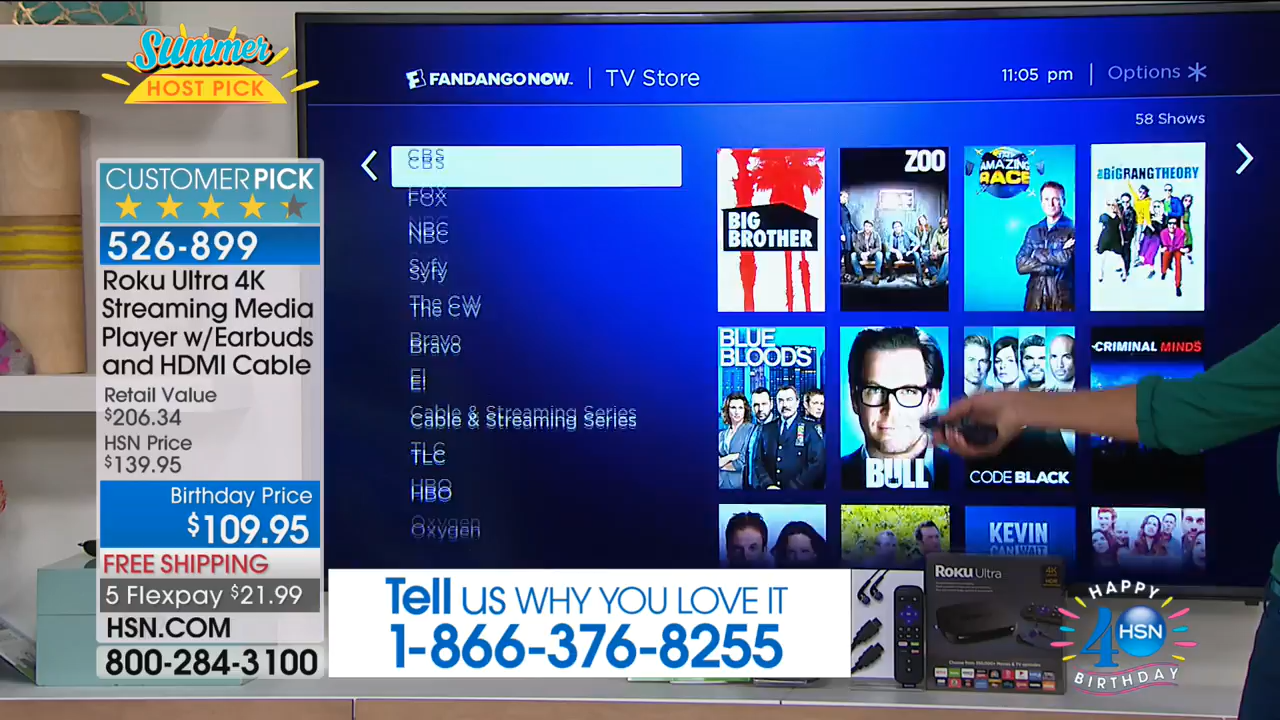 Summer
HOST PICK
CUSTOMER PICK
526-899
Roku Ultra 4K
Streaming Media
Player w/Earbuds
and HDMI Cable
Retail Value
$206.34
HSN Price
$139.95
Birthday Price
$109.95
FREE SHIPPING
5 Flexpay $21.99
HSN.COM
800-284-3100
FANDANGONOW. | TV Store
11:05 pm | Options
58 Shows
CBS
FOX
NBC
Syfy
The CW
Bravo
E!
Cable & Streaming Series
TLC
HBO
Oxygen
BIG
BROTHER
ZOO
THE
AMAZING
RACE
THE BIG BANG THEORY
BLUE
BLOODS
BULL
CODE BLACK
CRIMINAL MINDS
KEVIN
CAN WAIT
Tell us WHY YOU LOVE IT
1-866-376-8255
Roku Ultra
4K
HAPPY
40
HSN
BIRTHDAY